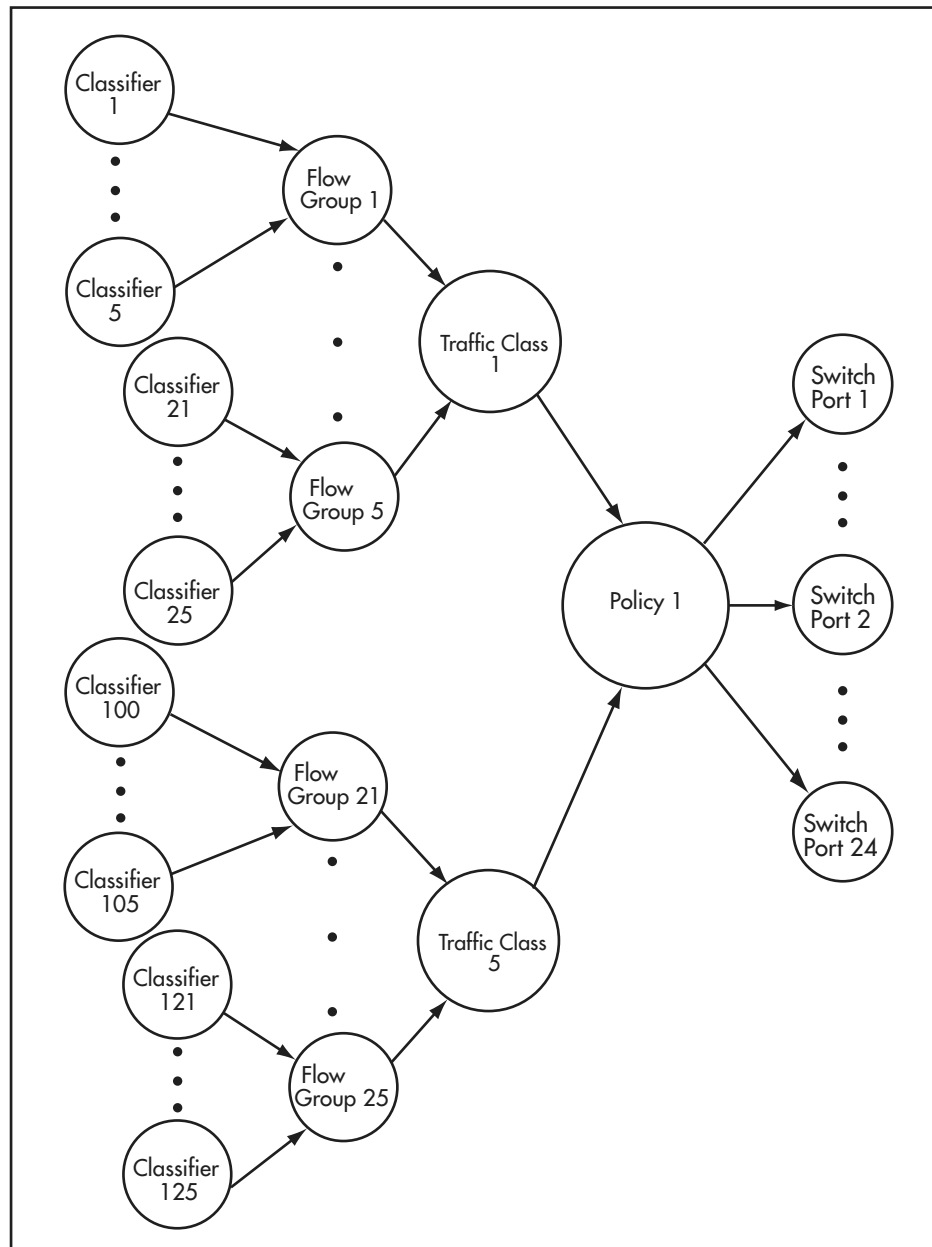 Classifier
1
Flow
Group 1
Classifier
5
Traffic Class
1
Classifier
21
Switch
Port 1
Flow
Group 5
Classifier
25
Policy 1
Switch
Port 2
Classifier
100
Flow
Group 21
Switch
Port 24
Classifier
105
Traffic Class
5
Classifier
121
Flow
Group 25
Classifier
125